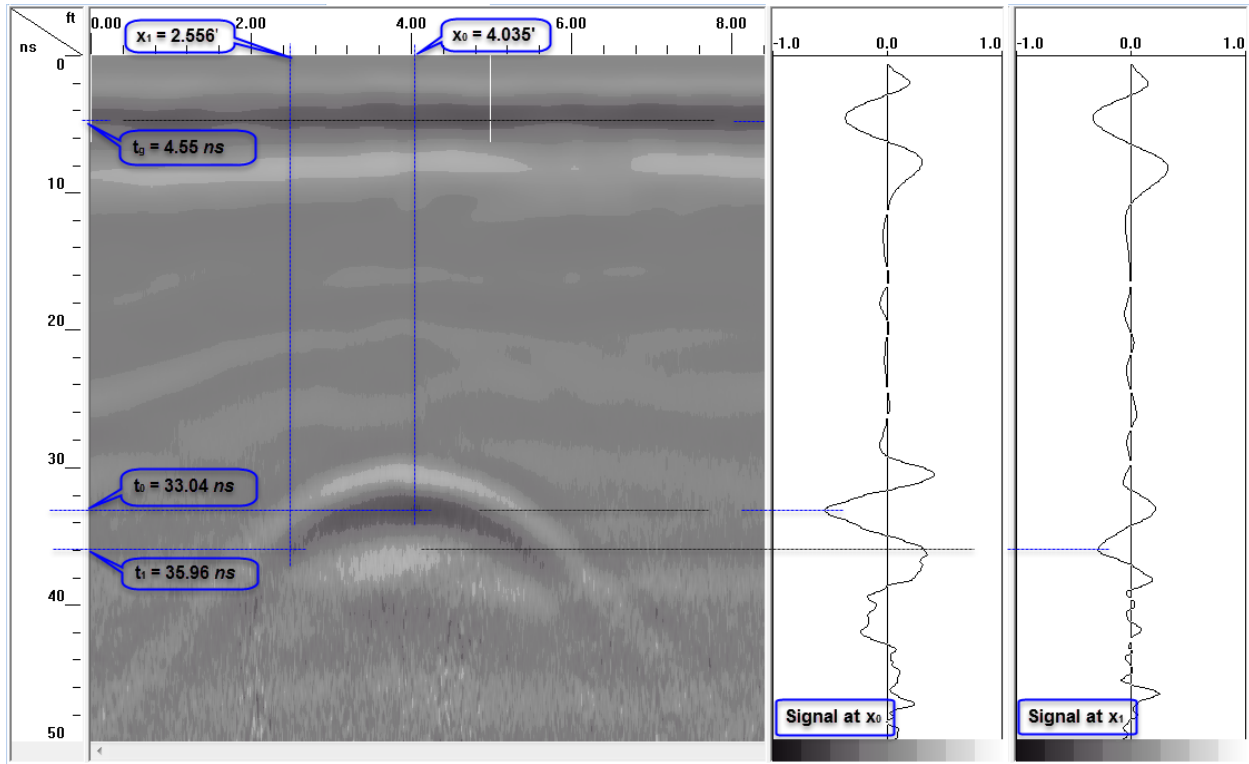 ft
ns
0.00 2.00 4.00 6.00 8.00
x₁ = 2.556'
x₀ = 4.035'
0
t₉ = 4.55 ns
10
20
30
t₀ = 33.04 ns
t₁ = 35.96 ns
40
50
-1.0 0.0 1.0
Signal at x₀
-1.0 0.0 1.0
Signal at x₁